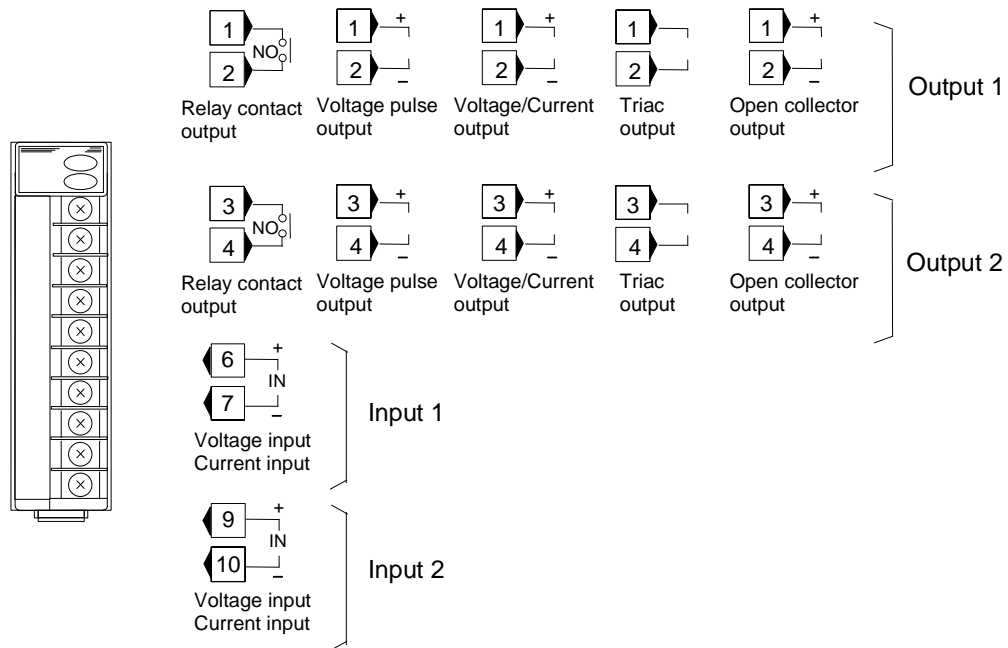 1 + 1 + 1 + 1 1 +
NO
2 2 – 2 – 2 2 –
Relay contact output
Voltage pulse output
Voltage/Current output
Triac output
Open collector output
Output 1
3 + 3 + 3 + 3 3 +
NO
4 4 – 4 – 4 4 –
Relay contact output
Voltage pulse output
Voltage/Current output
Triac output
Open collector output
Output 2
6 +
IN
7 –
Voltage input
Current input
Input 1
9 +
IN
10 –
Voltage input
Current input
Input 2